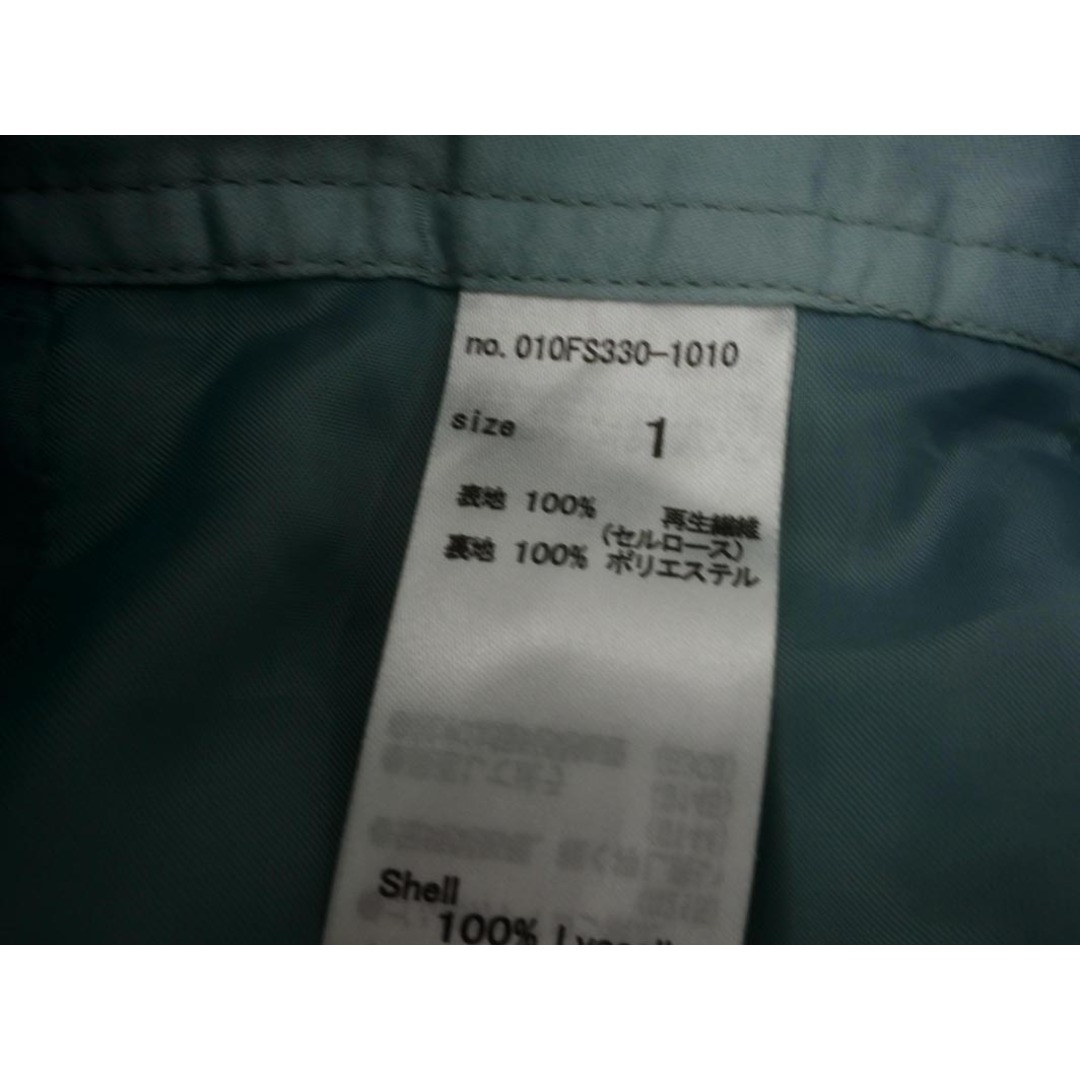 no. 010FS330-1010
size 1
表地 100% 再生繊維
(セルロース)
裏地 100% ポリエステル
Shell
100%